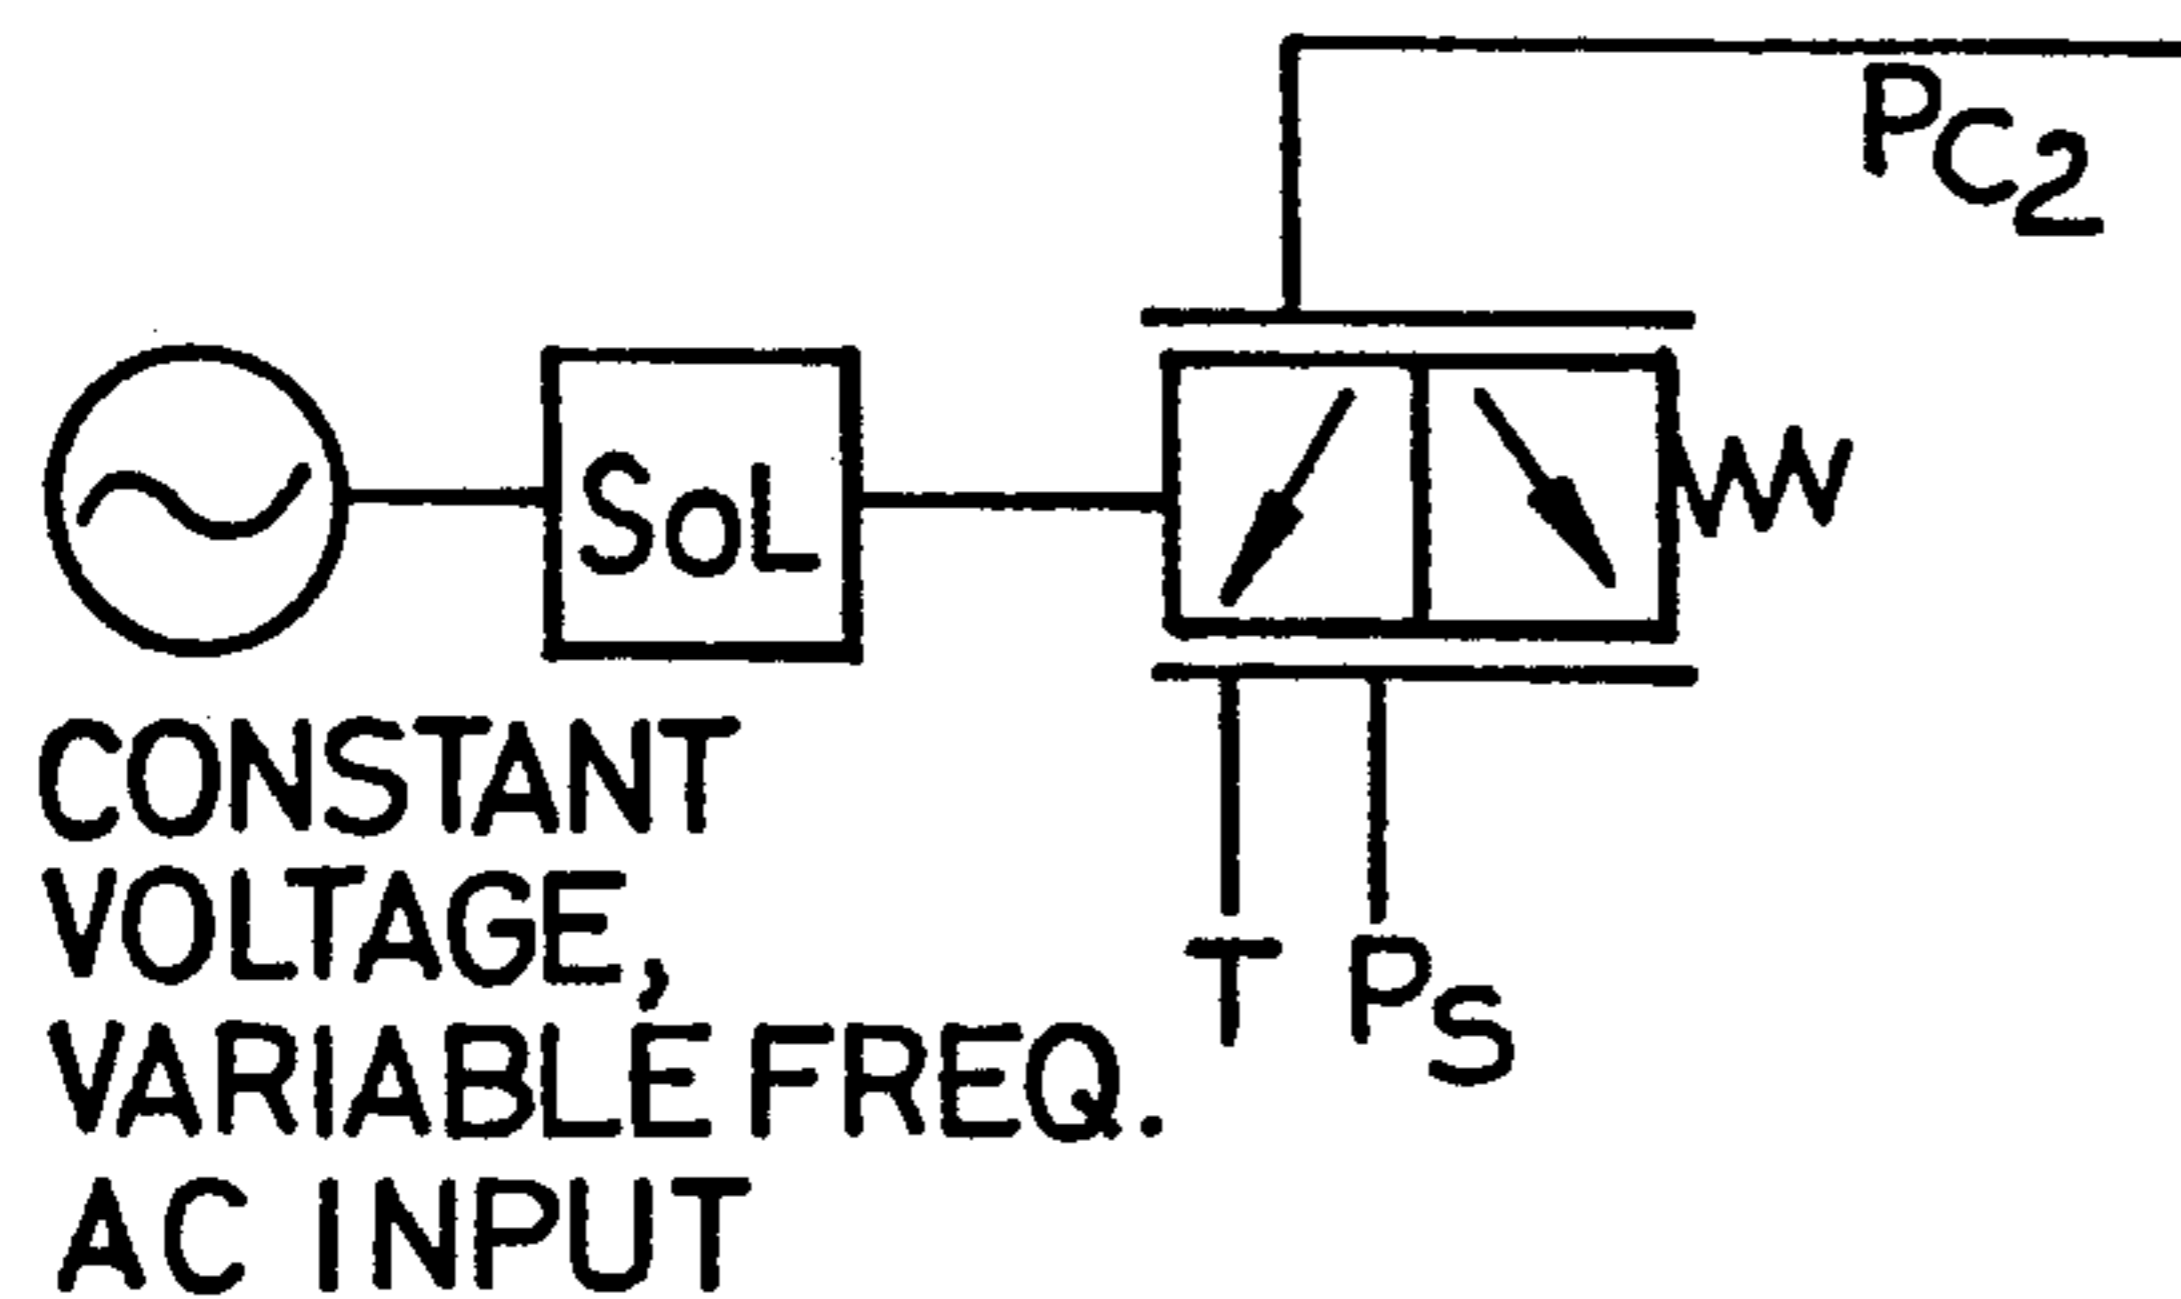 PC2
SOL
CONSTANT
VOLTAGE,
VARIABLE FREQ.
AC INPUT
T PS